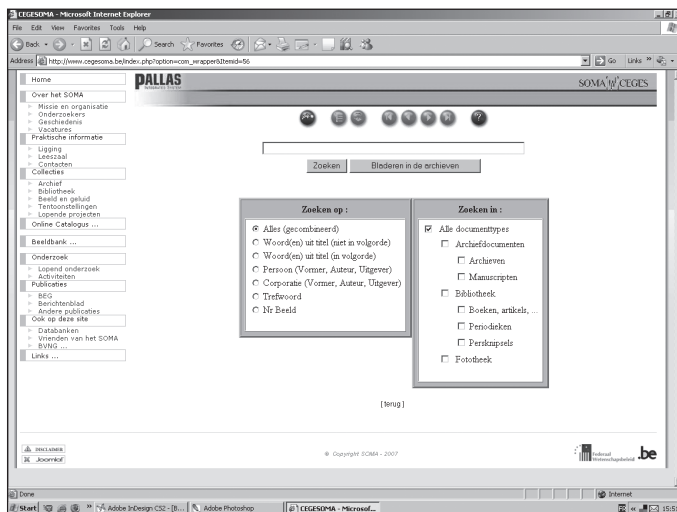 CEGESOMA - Microsoft Internet Explorer
File Edit View Favorites Tools Help
Back Search Favorites
Address http://www.cegesoma.be/index.php?option=com_wrapper&Itemid=56 Go Links »
Home
Over het SOMA
Missie en organisatie
Onderzoekers
Geschiedenis
Vacatures
Praktische informatie
Ligging
Leeszaal
Contacten
Collecties
Archief
Bibliotheek
Beeld en geluid
Tentoonstellingen
Lopende projecten
Online Catalogus ...
Beeldbank ...
Onderzoek
Lopend onderzoek
Activiteiten
Publicaties
BEG
Berichtenblad
Andere publicaties
Ook op deze site
Databanken
Vrienden van het SOMA
BVNG ...
Links ...
PALLAS
SOMA CEGES
?
Zoeken Bladeren in de archieven
Zoeken op :
Alles (gecombineerd)
Woord(en) uit titel (niet in volgorde)
Woord(en) uit titel (in volgorde)
Persoon (Vormer, Auteur, Uitgever)
Corporatie (Vormer, Auteur, Uitgever)
Trefwoord
Nr Beeld
Zoeken in :
Alle documenttypes
Archiefdocumenten
Archieven
Manuscripten
Bibliotheek
Boeken, artikels, ...
Periodieken
Persknipsels
Fototheek
[terug]
DISCLAIMER
Joomla!
© Copyright SOMA - 2007
Federaal
Wetenschapsbeleid
.be
Done Internet
Start » Adobe InDesign CS2 - [B... Adobe Photoshop CEGESOMA - Microsof... «